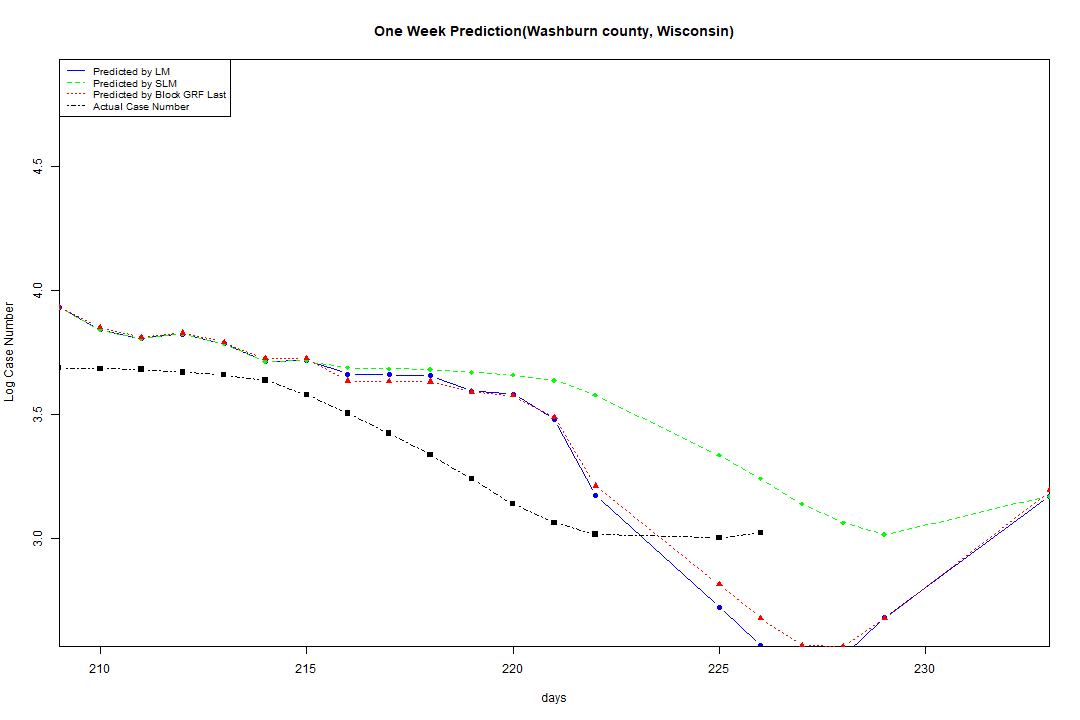 One Week Prediction(Washburn county, Wisconsin)
Predicted by LM
Predicted by SLM
Predicted by Block GRF Last
Actual Case Number
Log Case Number
4.5
4.0
3.5
3.0
210
215
220
225
230
days